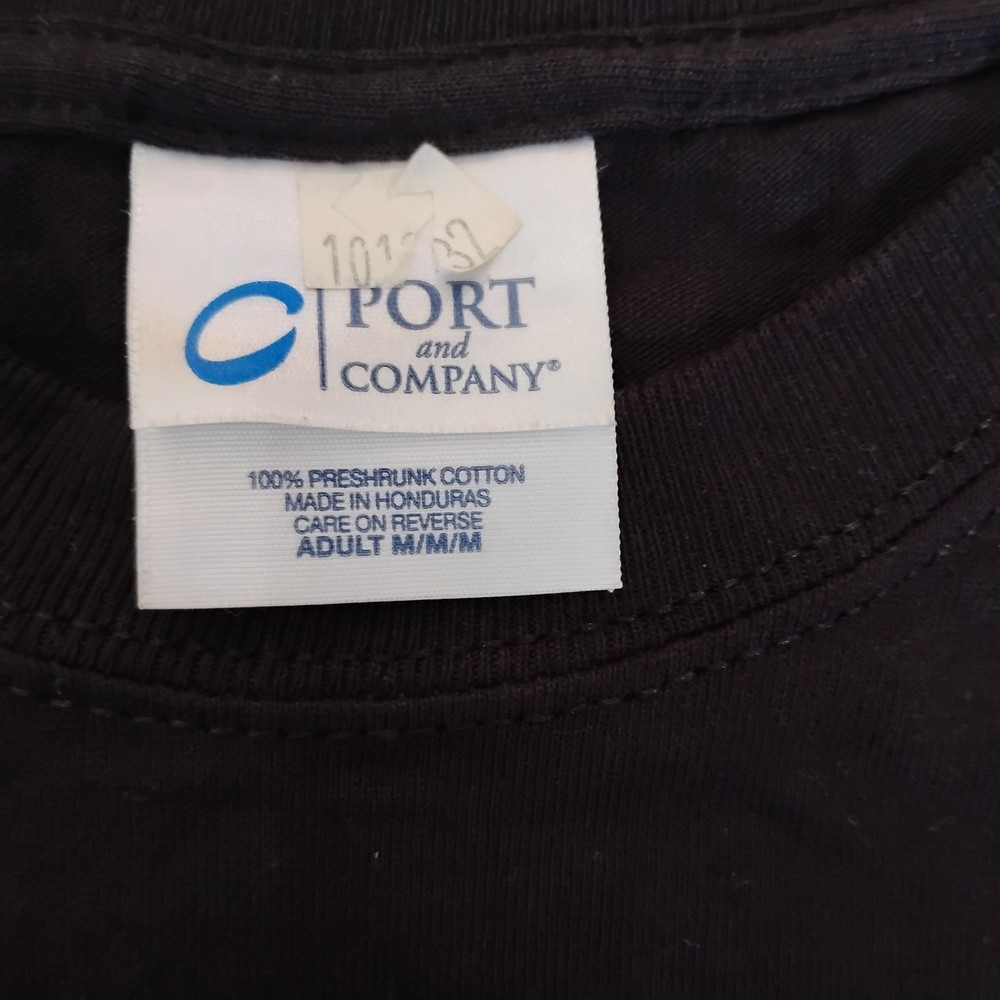 PORT
and
COMPANY®
100% PRESHRUNK COTTON
MADE IN HONDURAS
CARE ON REVERSE
ADULT M/M/M